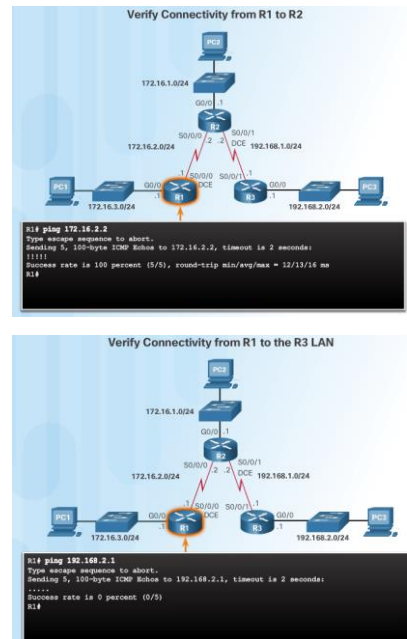 Verify Connectivity from R1 to R2
PC2
172.16.1.0/24
G0/0 .1
R2
S0/0/0 S0/0/1
.2 .2 DCE
172.16.2.0/24 192.168.1.0/24
.1 S0/0/0 S0/0/1 .1
DCE
PC1 G0/0 R1 R3 G0/0 PC3
.1 .1
172.16.3.0/24 192.168.2.0/24
R1# ping 172.16.2.2
Type escape sequence to abort.
Sending 5, 100-byte ICMP Echos to 172.16.2.2, timeout is 2 seconds:
!!!!!
Success rate is 100 percent (5/5), round-trip min/avg/max = 12/13/16 ms
R1#
Verify Connectivity from R1 to the R3 LAN
PC2
172.16.1.0/24
G0/0 .1
R2
S0/0/0 S0/0/1
.2 .2 DCE
172.16.2.0/24 192.168.1.0/24
.1 S0/0/0 S0/0/1 .1
DCE
PC1 G0/0 R1 R3 G0/0 PC3
.1 .1
172.16.3.0/24 192.168.2.0/24
R1# ping 192.168.2.1
Type escape sequence to abort.
Sending 5, 100-byte ICMP Echos to 192.168.2.1, timeout is 2 seconds:
.....
Success rate is 0 percent (0/5)
R1#